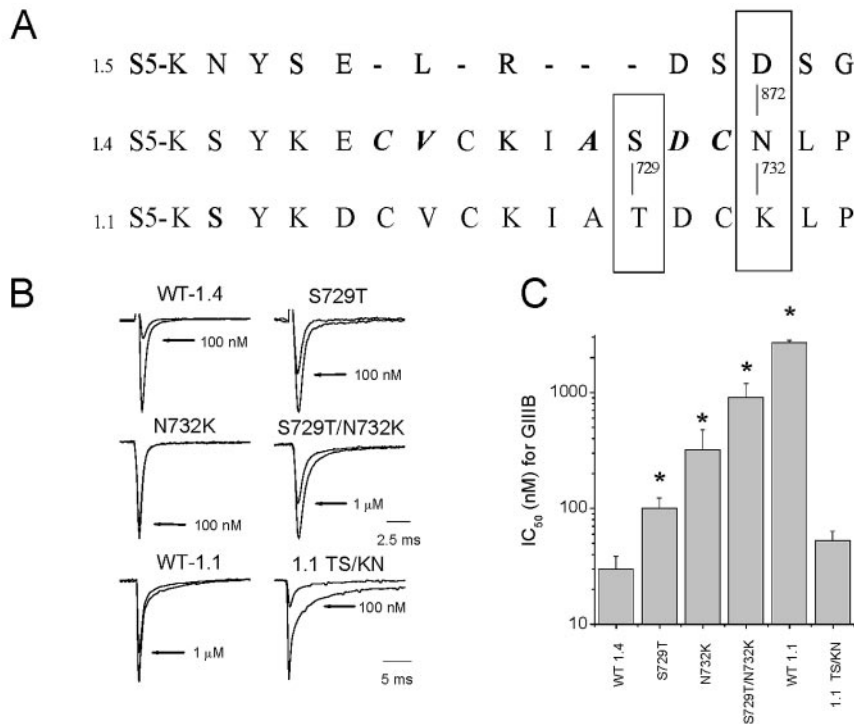 A
1.5 S5-K N Y S E - L - R - - - D S D S G
872
1.4 S5-K S Y K E C V C K I A S D C N L P
729 732
1.1 S5-K S Y K D C V C K I A T D C K L P
B
WT-1.4 S729T
100 nM
100 nM
N732K S729T/N732K
100 nM
1 μM
2.5 ms
WT-1.1 1.1 TS/KN
100 nM
1 μM
5 ms
C
IC50 (nM) for GIIIB
1000
100
10
* * * *
WT 1.4
S729T
N732K
S729T/N732K
WT 1.1
1.1 TS/KN